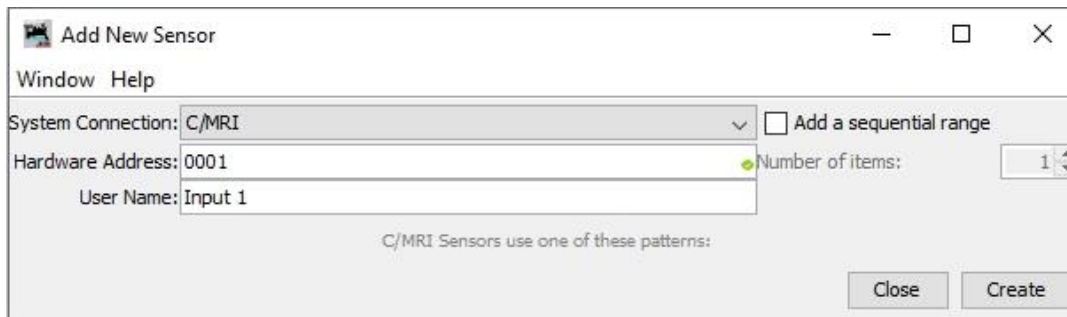 Add New Sensor
Window Help
System Connection: C/MRI Add a sequential range
Hardware Address: 0001 Number of items: 1
User Name: Input 1
C/MRI Sensors use one of these patterns:
Close Create